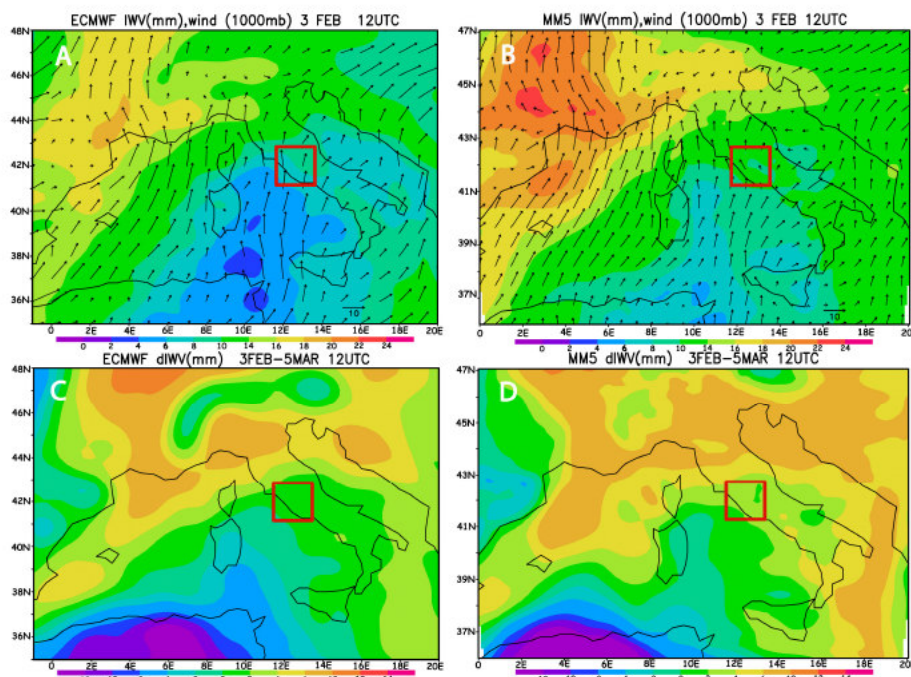 ECMWF IWV(mm),wind (1000mb) 3 FEB 12UTC
MM5 IWV(mm),wind (1000mb) 3 FEB 12UTC
A
B
48N
46N
44N
42N
40N
38N
36N
47N
45N
43N
41N
39N
37N
10
10
0 2E 4E 6E 8E 10E 12E 14E 16E 18E 20E
0 2E 4E 6E 8E 10E 12E 14E 16E 18E 20E
0 2 4 6 8 10 12 14 16 18 22 24
0 2 4 6 8 10 12 14 16 20 22 24
ECMWF dIWV(mm) 3FEB-5MAR 12UTC
MM5 dIWV(mm) 3FEB-5MAR 12UTC
C
D
48N
46N
44N
42N
40N
38N
36N
47N
45N
43N
41N
39N
37N
0 2E 4E 6E 8E 10E 12E 14E 16E 18E
0 2E 4E 6E 8E 10E 12E 14E 16E 18E 20